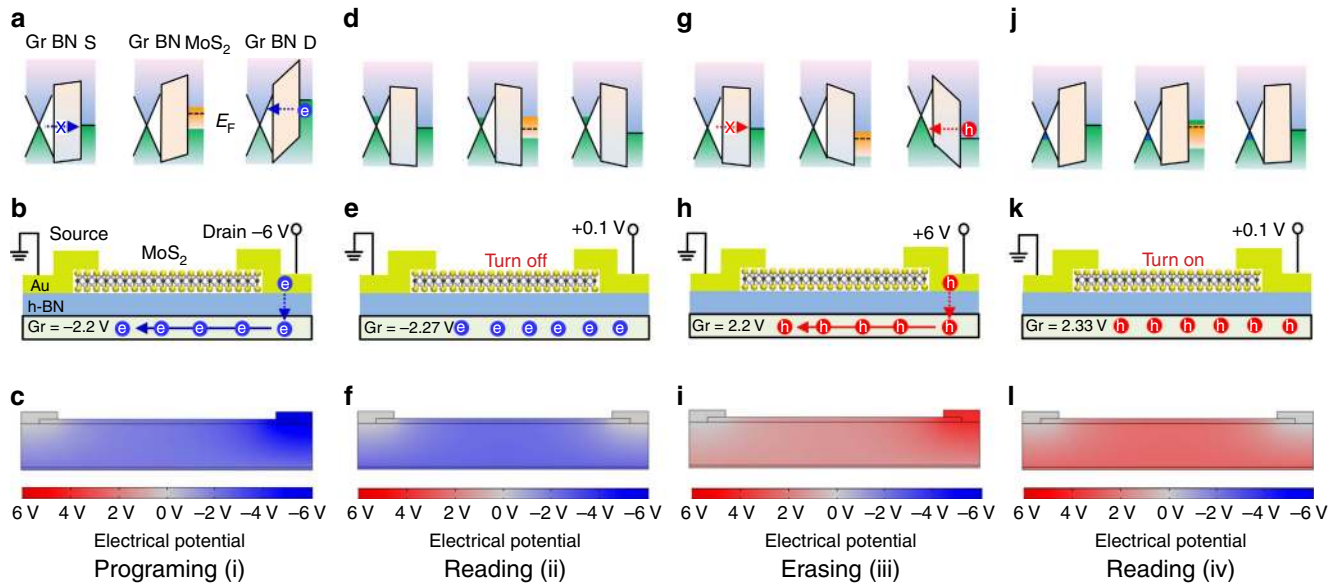 a
Gr BN S
Gr BN MoS2
Gr BN D
X
e
EF
d
g
X
h
j
b
Source
MoS2
Drain –6 V
Au
e
h-BN
Gr = –2.2 V
e e e e e
e
+0.1 V
Turn off
Gr = –2.27 V
e e e e e e
h
+6 V
h
Gr = 2.2 V
h h h h h
k
+0.1 V
Turn on
Gr = 2.33 V
h h h h h h
c
6 V 4 V 2 V 0 V –2 V –4 V –6 V
Electrical potential
Programing (i)
f
6 V 4 V 2 V 0 V –2 V –4 V –6 V
Electrical potential
Reading (ii)
i
6 V 4 V 2 V 0 V –2 V –4 V –6 V
Electrical potential
Erasing (iii)
l
6 V 4 V 2 V 0 V –2 V –4 V –6 V
Electrical potential
Reading (iv)